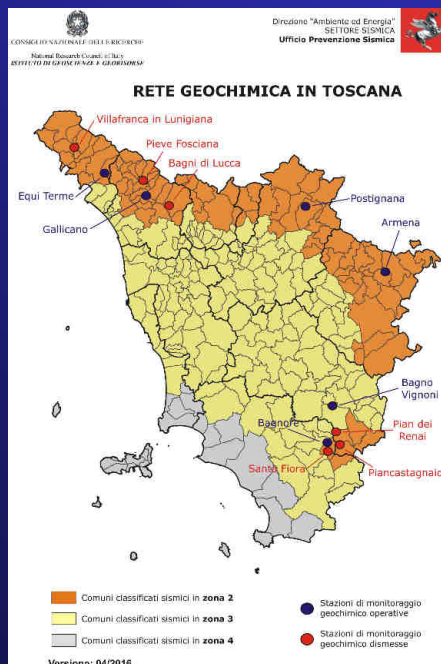 CONSIGLIO NAZIONALE DELLE RICERCHE
National Research Council of Italy
ISTITUTO DI GEOSCIENZE E GEORISORSE
Direzione "Ambiente ed Energia"
SETTORE SISMICA
Ufficio Prevenzione Sismica
RETE GEOCHIMICA IN TOSCANA
Villafranca in Lunigiana
Pieve Fosciana
Bagni di Lucca
Equi Terme
Gallicano
Postignana
Armena
Bagno
Vignoni
Bagnore
Pian dei
Renai
Santa Fiora
Piancastagnaio
Comuni classificati sismici in zona 2
Comuni classificati sismici in zona 3
Comuni classificati sismici in zona 4
Stazioni di monitoraggio
geochimico operative
Stazioni di monitoraggio
geochimico dismesse
Versione: 04/2016